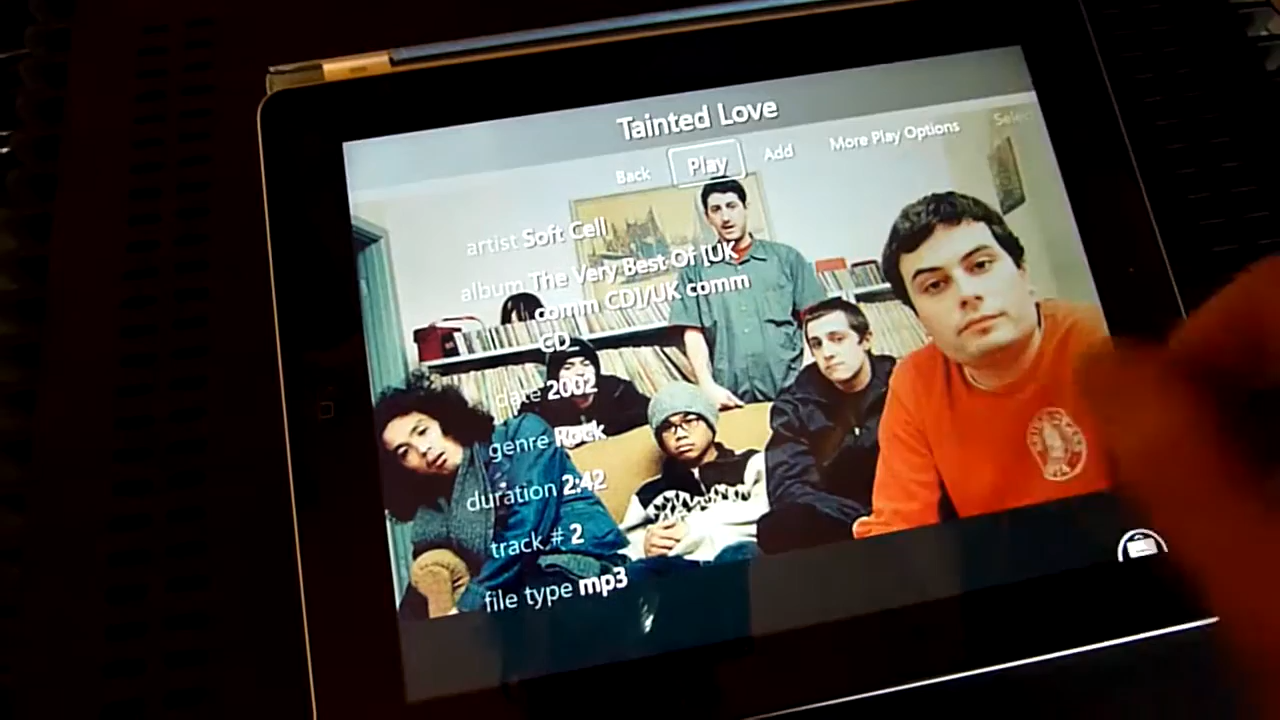 Tainted Love
Back Play Add More Play Options Select
artist Soft Cell
album The Very Best Of [UK
comm CD]/UK comm
CD
date 2002
genre Rock
duration 2:42
track # 2
file type mp3